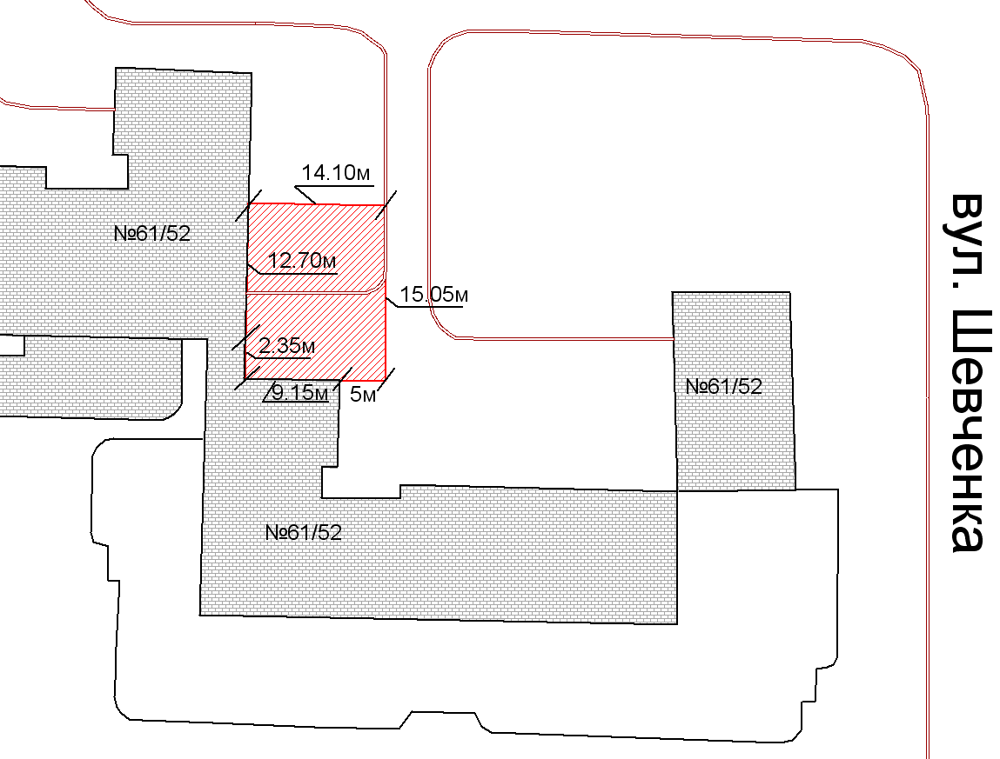 14.10м
№61/52
12.70м
15.05м
2.35м
9.15м
5м
№61/52
№61/52
вул. Шевченка